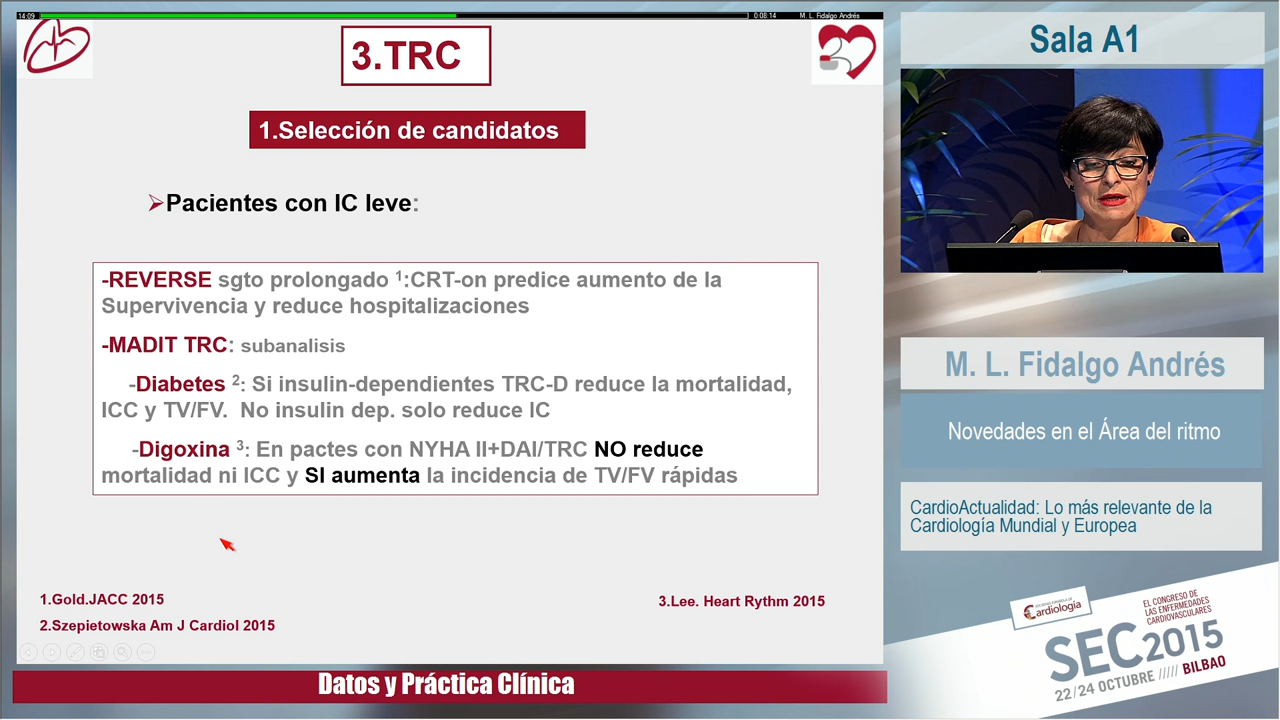 14:09
0:08:14
M. L. Fidalgo Andrés
3.TRC
1.Selección de candidatos
Pacientes con IC leve:
-REVERSE sgto prolongado 1:CRT-on predice aumento de la
Supervivencia y reduce hospitalizaciones
-MADIT TRC: subanalisis
-Diabetes 2: Si insulin-dependientes TRC-D reduce la mortalidad,
ICC y TV/FV. No insulin dep. solo reduce IC
-Digoxina 3: En pactes con NYHA II+DAI/TRC NO reduce
mortalidad ni ICC y SI aumenta la incidencia de TV/FV rápidas
1.Gold.JACC 2015
2.Szepietowska Am J Cardiol 2015
3.Lee. Heart Rythm 2015
Datos y Práctica Clínica
Sala A1
M. L. Fidalgo Andrés
Novedades en el Área del ritmo
CardioActualidad: Lo más relevante de la
Cardiología Mundial y Europea
SOCIEDAD ESPAÑOLA DE
Cardiología
EL CONGRESO DE
LAS ENFERMEDADES
CARDIOVASCULARES
SEC2015
22/24 OCTUBRE ///// BILBAO